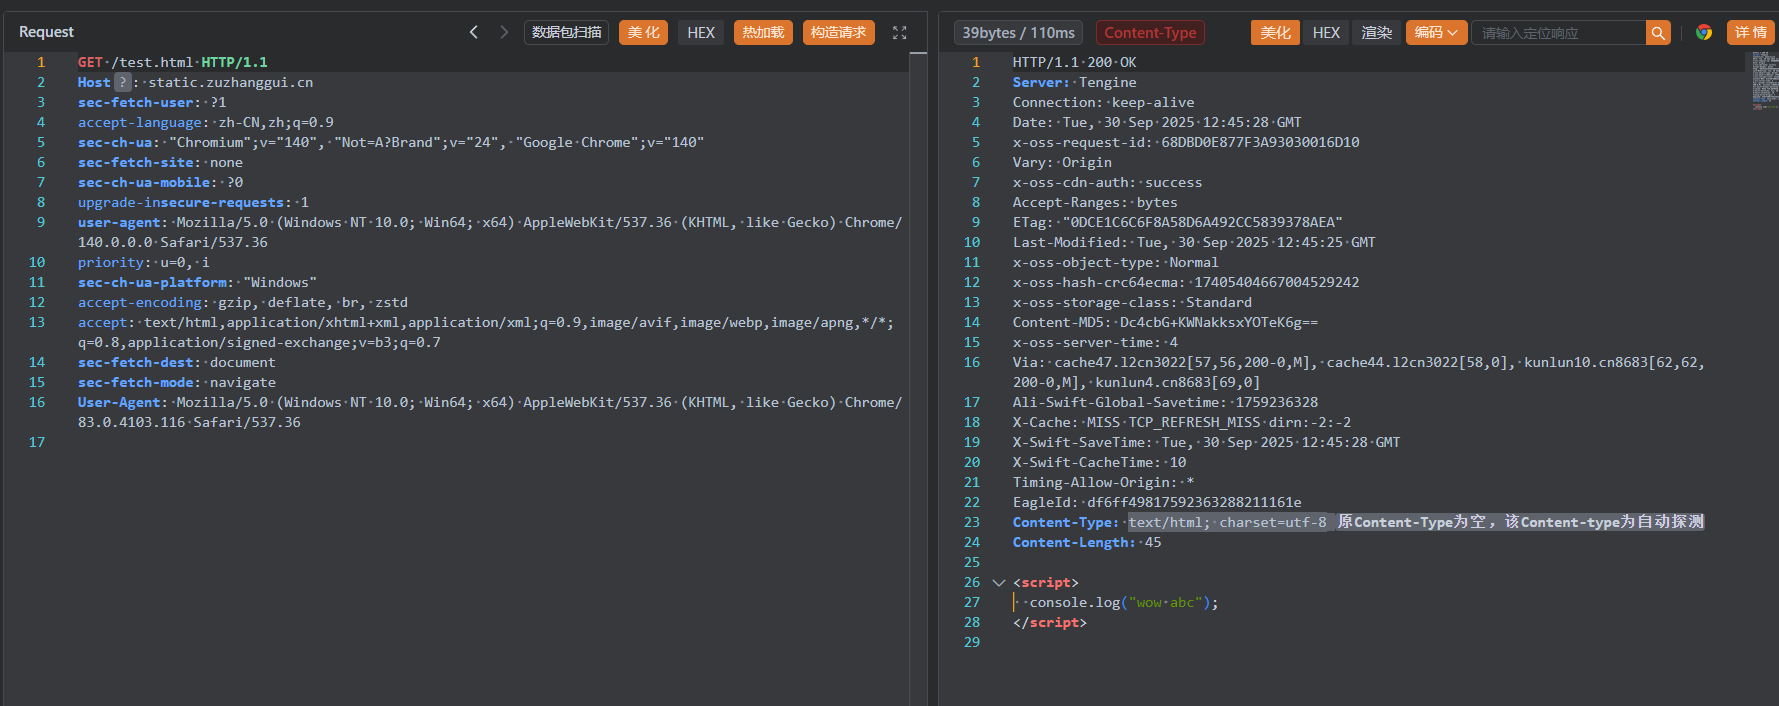 Request
数据包扫描
美化
HEX
热加载
构造请求
1 GET /test.html HTTP/1.1
2 Host ? : static.zuzhanggui.cn
3 sec-fetch-user: ?1
4 accept-language: zh-CN,zh;q=0.9
5 sec-ch-ua: "Chromium";v="140", "Not=A?Brand";v="24", "Google Chrome";v="140"
6 sec-fetch-site: none
7 sec-ch-ua-mobile: ?0
8 upgrade-insecure-requests: 1
9 user-agent: Mozilla/5.0 (Windows NT 10.0; Win64; x64) AppleWebKit/537.36 (KHTML, like Gecko) Chrome/
140.0.0.0 Safari/537.36
10 priority: u=0, i
11 sec-ch-ua-platform: "Windows"
12 accept-encoding: gzip, deflate, br, zstd
13 accept: text/html,application/xhtml+xml,application/xml;q=0.9,image/avif,image/webp,image/apng,*/*;
q=0.8,application/signed-exchange;v=b3;q=0.7
14 sec-fetch-dest: document
15 sec-fetch-mode: navigate
16 User-Agent: Mozilla/5.0 (Windows NT 10.0; Win64; x64) AppleWebKit/537.36 (KHTML, like Gecko) Chrome/
83.0.4103.116 Safari/537.36
17
39bytes / 110ms
Content-Type
美化
HEX
渲染
编码
请输入定位响应
详情
1 HTTP/1.1 200 OK
2 Server: Tengine
3 Connection: keep-alive
4 Date: Tue, 30 Sep 2025 12:45:28 GMT
5 x-oss-request-id: 68DBD0E877F3A93030016D10
6 Vary: Origin
7 x-oss-cdn-auth: success
8 Accept-Ranges: bytes
9 ETag: "0DCE1C6C6F8A58D6A492CC5839378AEA"
10 Last-Modified: Tue, 30 Sep 2025 12:45:25 GMT
11 x-oss-object-type: Normal
12 x-oss-hash-crc64ecma: 17405404667004529242
13 x-oss-storage-class: Standard
14 Content-MD5: Dc4cbG+KWNakksxYOTeK6g==
15 x-oss-server-time: 4
16 Via: cache47.l2cn3022[57,56,200-0,M], cache44.l2cn3022[58,0], kunlun10.cn8683[62,62,
200-0,M], kunlun4.cn8683[69,0]
17 Ali-Swift-Global-Savetime: 1759236328
18 X-Cache: MISS TCP_REFRESH_MISS dirn:-2:-2
19 X-Swift-SaveTime: Tue, 30 Sep 2025 12:45:28 GMT
20 X-Swift-CacheTime: 10
21 Timing-Allow-Origin: *
22 EagleId: df6ff49817592363288211161e
23 Content-Type: text/html; charset=utf-8 原Content-Type为空，该Content-type为自动探测
24 Content-Length: 45
25
26 <script>
27 console.log("wow abc");
28 </script>
29